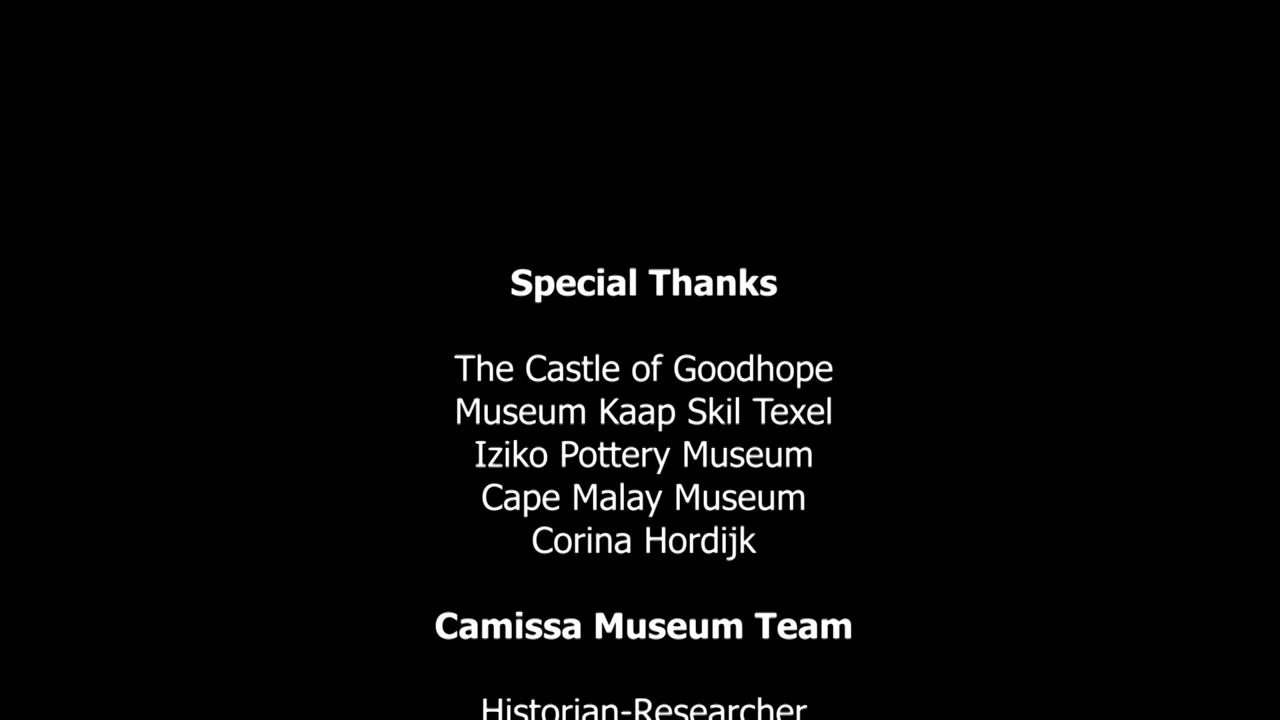 Special Thanks
The Castle of Goodhope
Museum Kaap Skil Texel
Iziko Pottery Museum
Cape Malay Museum
Corina Hordijk
Camissa Museum Team
Historian-Researcher